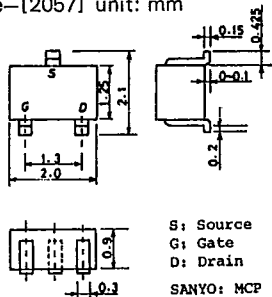 [2057] unit: mm
0.15
0.425
S
1.25
2.1
0~0.1
G
D
1.3
2.0
0.2
0.9
0.3
S: Source
G: Gate
D: Drain
SANYO: MCP